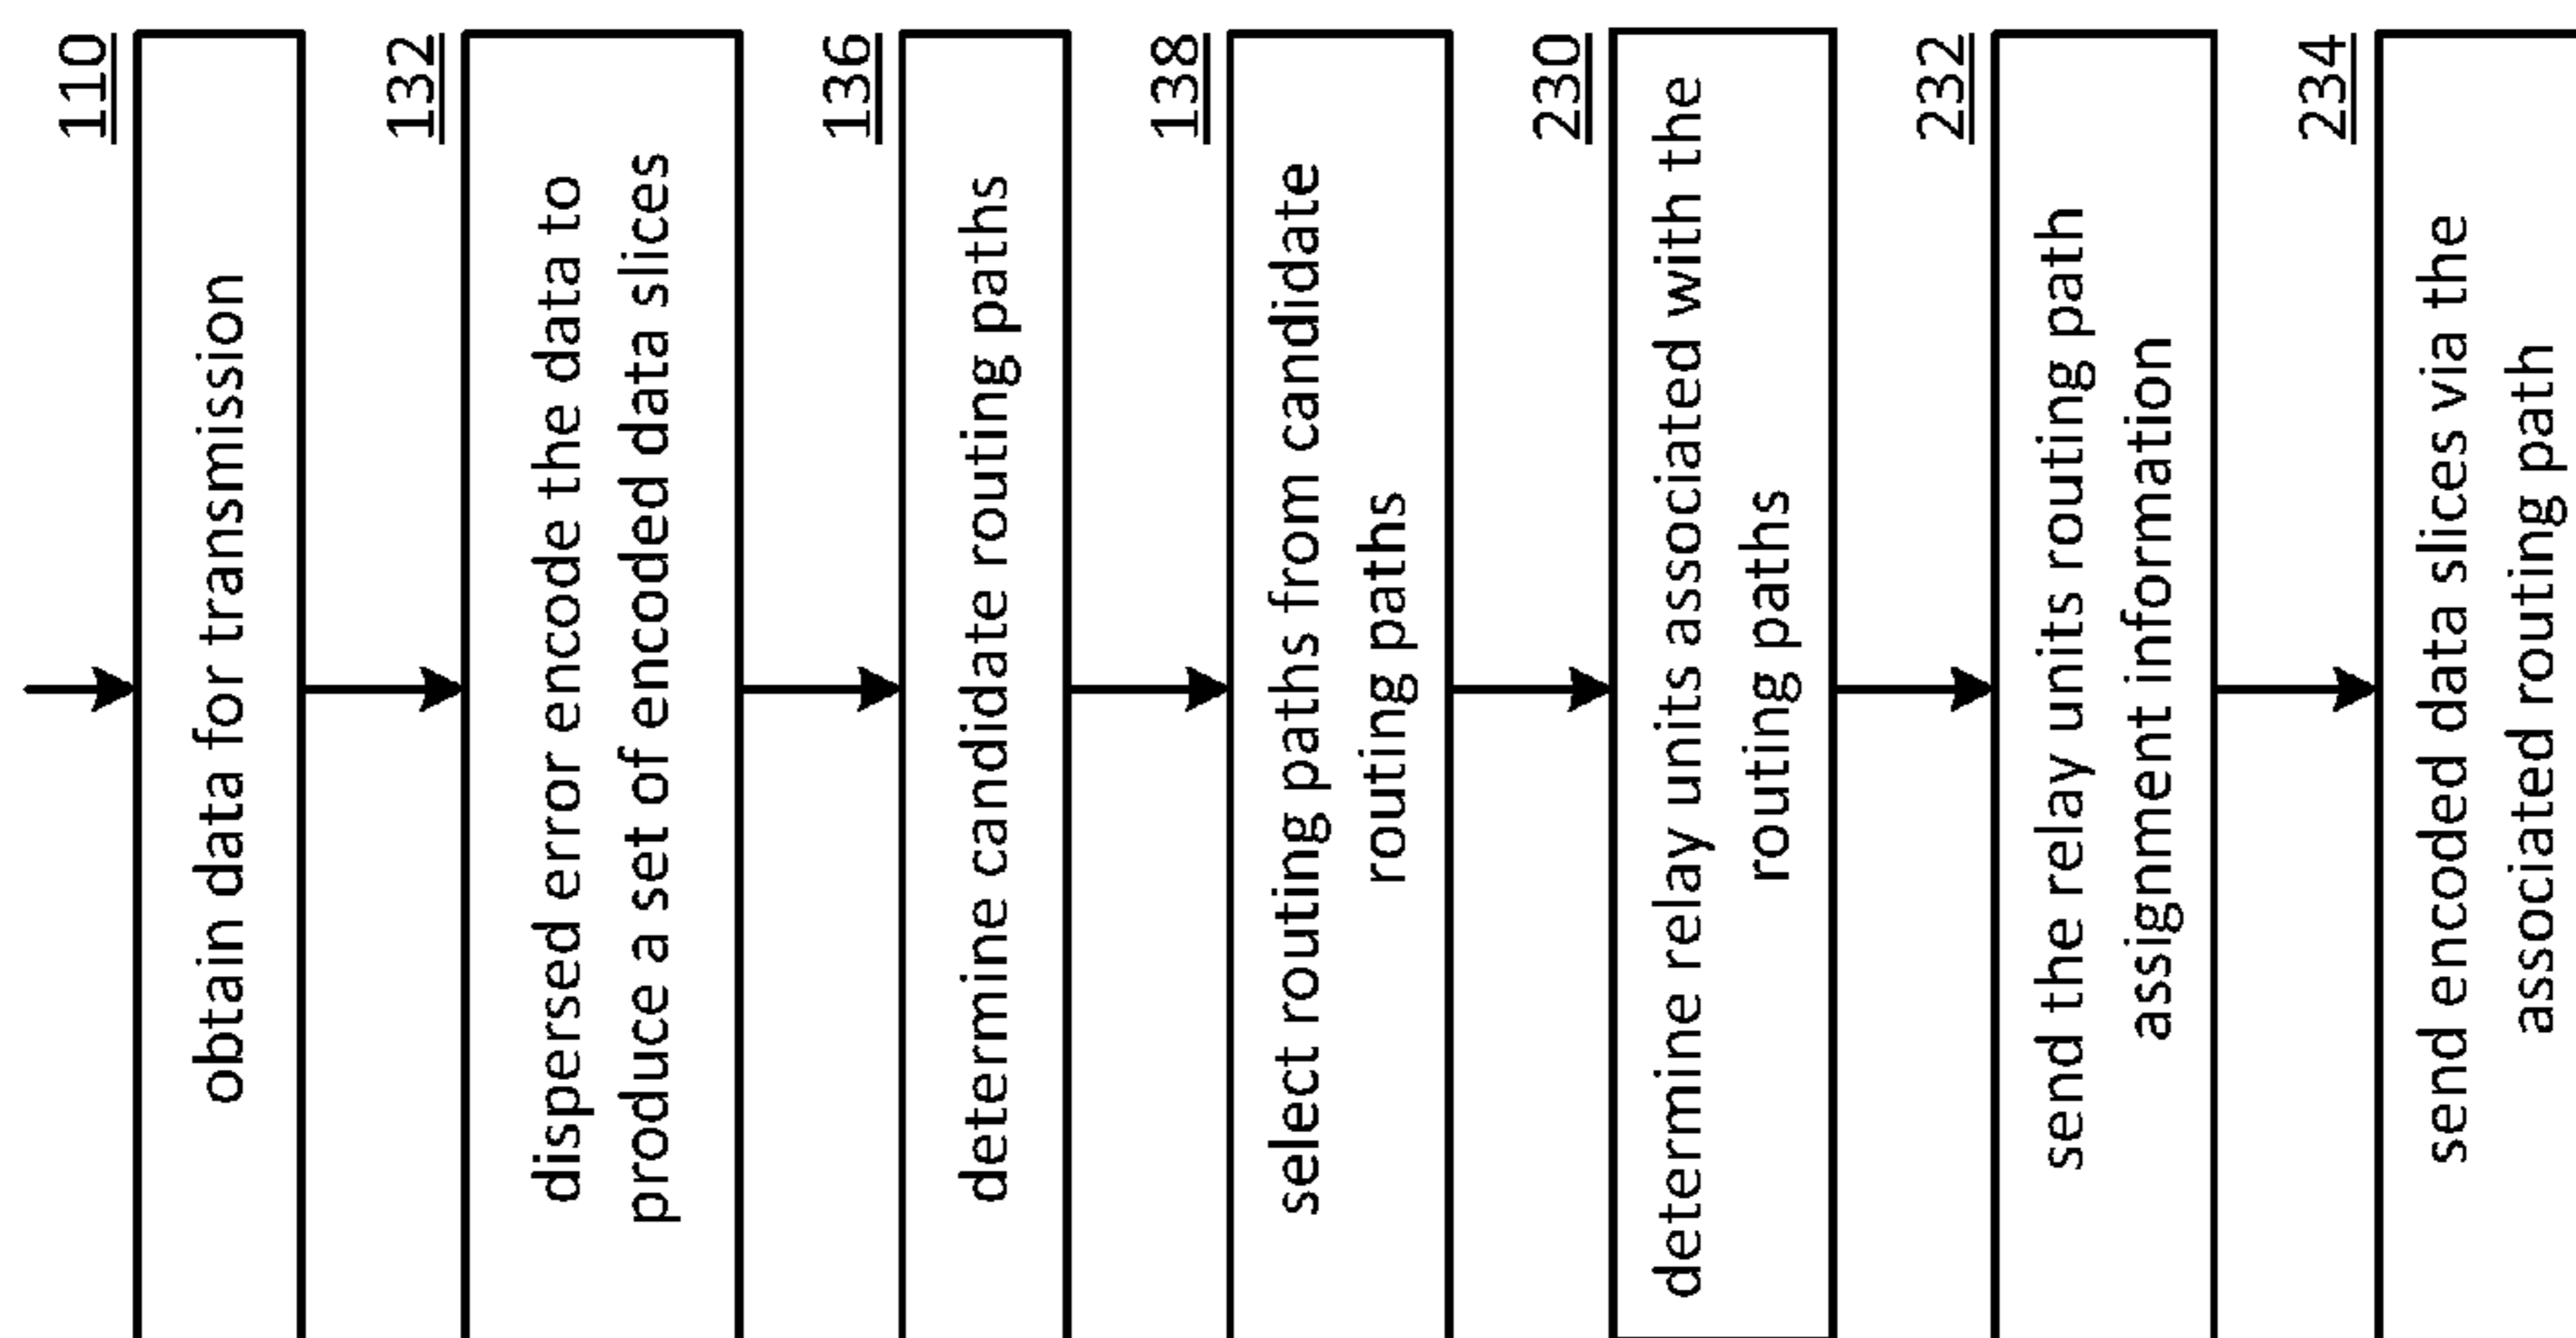 110
obtain data for transmission
132
dispersed error encode the data to
produce a set of encoded data slices
136
determine candidate routing paths
138
select routing paths from candidate
routing paths
230
determine relay units associated with the
routing paths
232
send the relay units routing path
assignment information
234
send encoded data slices via the
associated routing path